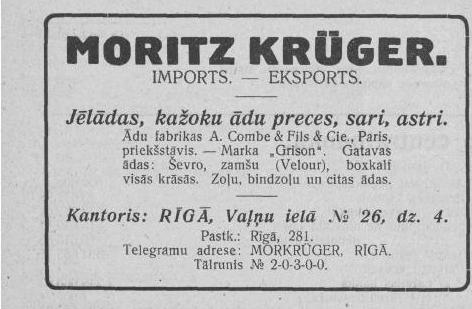 MORITZ KRÜGER.
IMPORTS. — EKSPORTS.
Jēlādas, kažoku ādu preces, sari, astri.
Ādu fabrikas A. Combe & Fils & Cie., Paris,
priekštāvis. — Marka „Grison“. Gatavas
ādas: Ševro, zamšu (Velour), boxkalf
visās krāsās. Zoļu, bindzoļu un citas ādas.
Kantoris: RĪGĀ, Vaļņu ielā № 26, dz. 4.
Pastk.: Rīgā, 281.
Telegramu adrese: MORKRÜGER, RĪGĀ.
Tālrunis № 2-0-3-0-0.